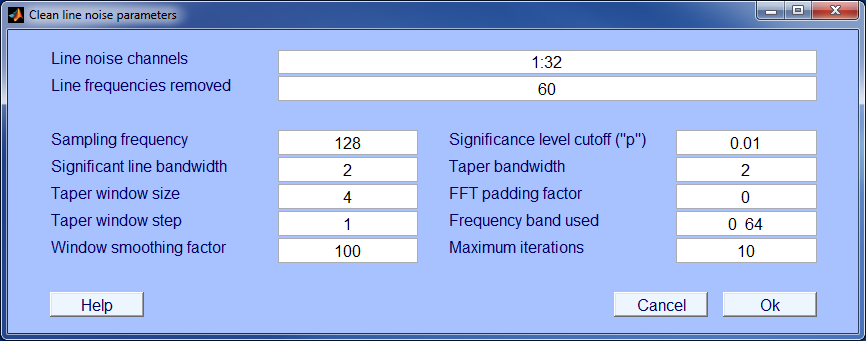 Clean line noise parameters
Line noise channels 1:32
Line frequencies removed 60
Sampling frequency 128 Significance level cutoff ("p") 0.01
Significant line bandwidth 2 Taper bandwidth 2
Taper window size 4 FFT padding factor 0
Taper window step 1 Frequency band used 0 64
Window smoothing factor 100 Maximum iterations 10
Help Cancel Ok